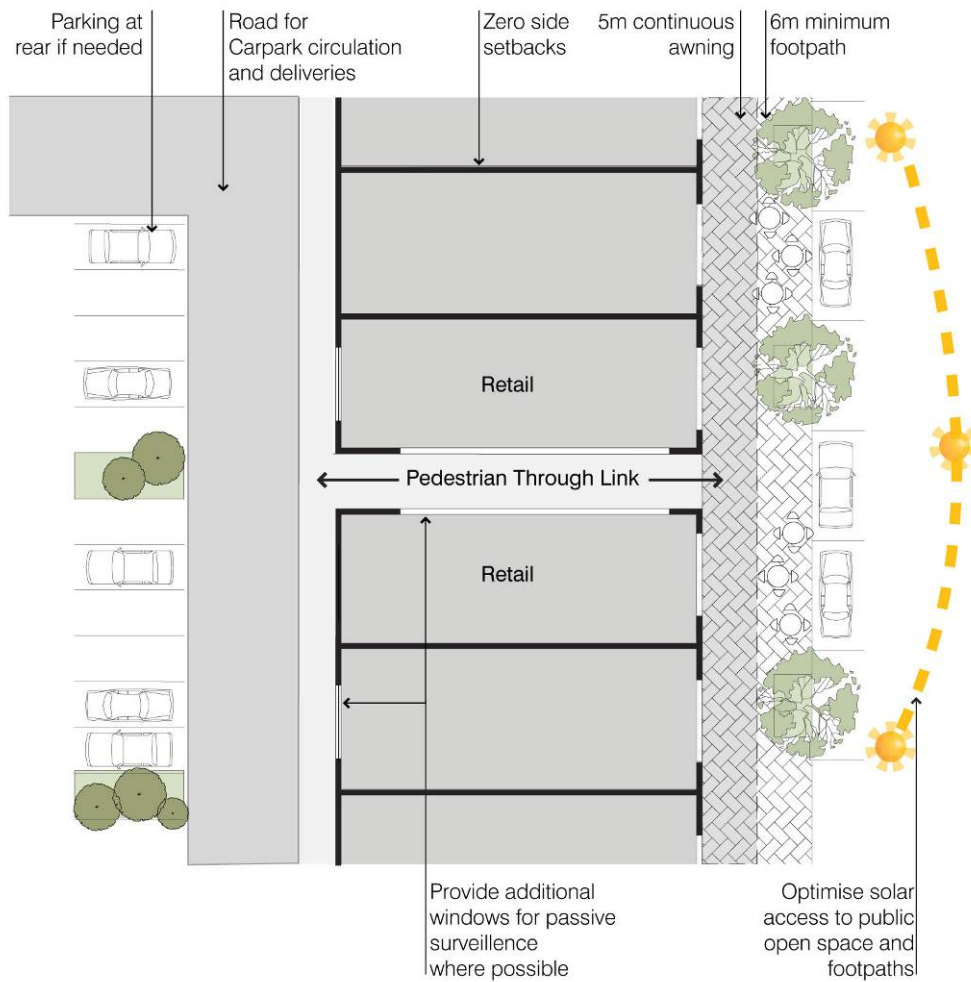 Parking at
rear if needed
Road for
Carpark circulation
and deliveries
Zero side
setbacks
5m continuous
awning
6m minimum
footpath
Retail
Pedestrian Through Link
Retail
Provide additional
windows for passive
surveillence
where possible
Optimise solar
access to public
open space and
footpaths